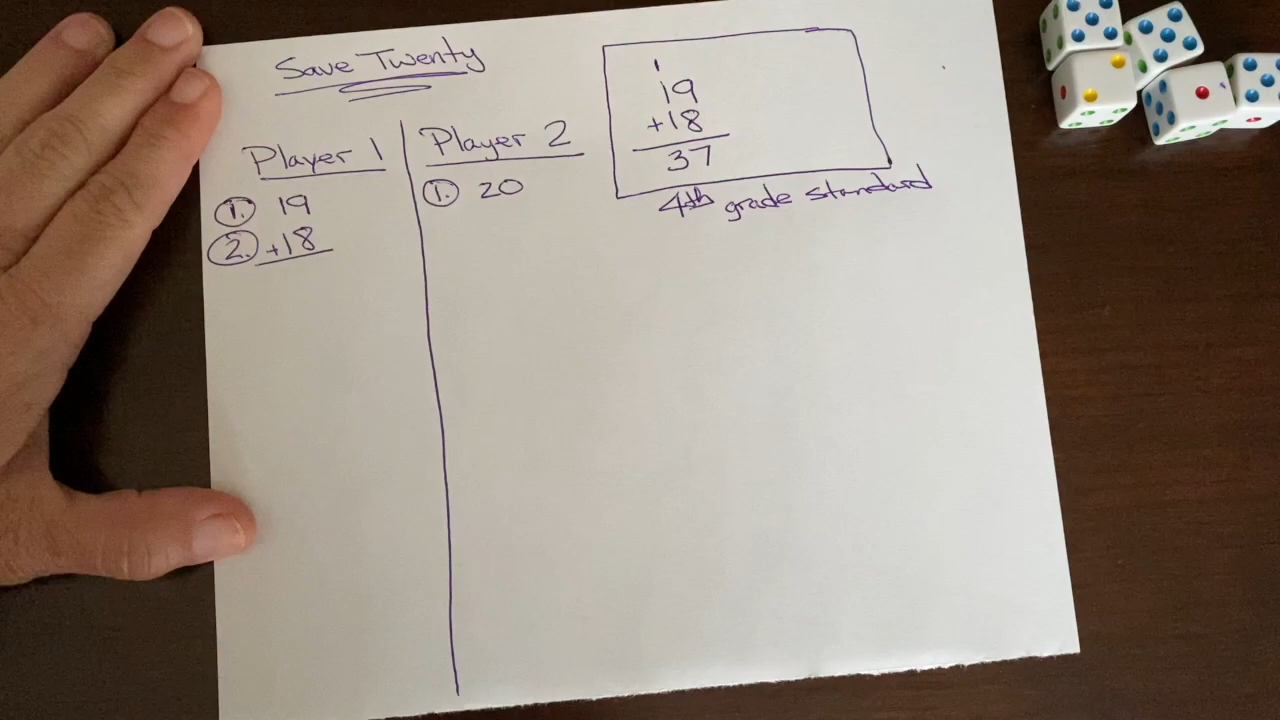 Save Twenty
Player 1
① 19
② +18
Player 2
① 20
1
19
+18
37
4th grade standard